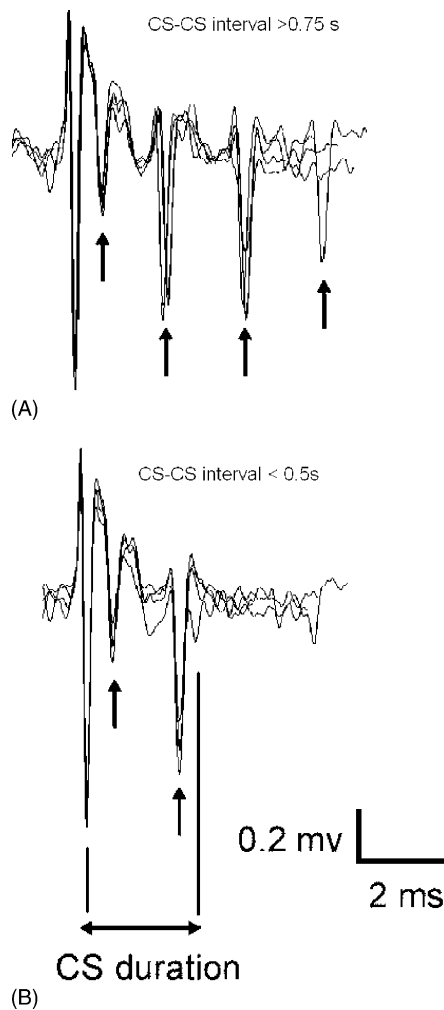 CS-CS interval >0.75 s
(A)
CS-CS interval < 0.5s
0.2 mv
2 ms
CS duration
(B)